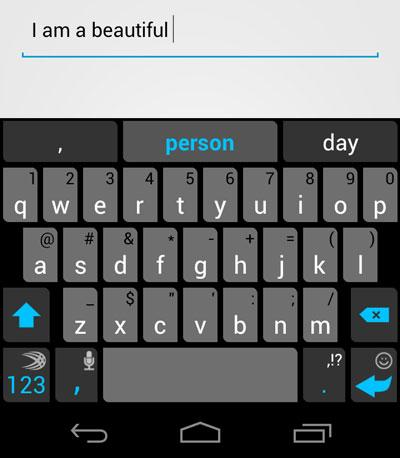 I am a beautiful
, person day
1 2 3 4 5 6 7 8 9 0
q w e r t y u i o p
@ # & * - + = ( )
a s d f g h j k l
_ $ " ' : ; /
z x c v b n m
,!?
123 , .